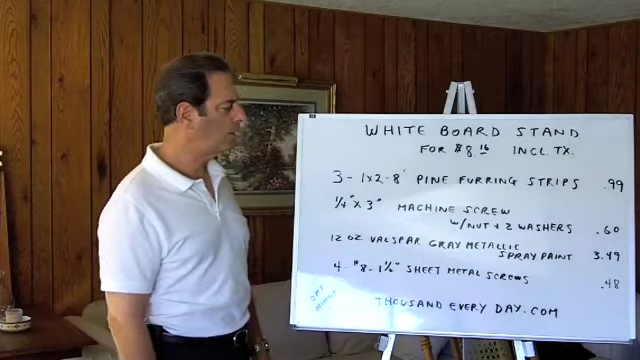 WHITE BOARD STAND
FOR $8 16 INCL. TX.
3 - 1x2-8' PINE FURRING STRIPS .99
1/4" x 3" MACHINE SCREW
W/NUT + 2 WASHERS .60
12 OZ VALSPAR GRAY METALLIC
SPRAY PAINT 3.49
4 - #8 - 1 1/2" SHEET METAL SCREWS .48
THOUSAND EVERY DAY.COM